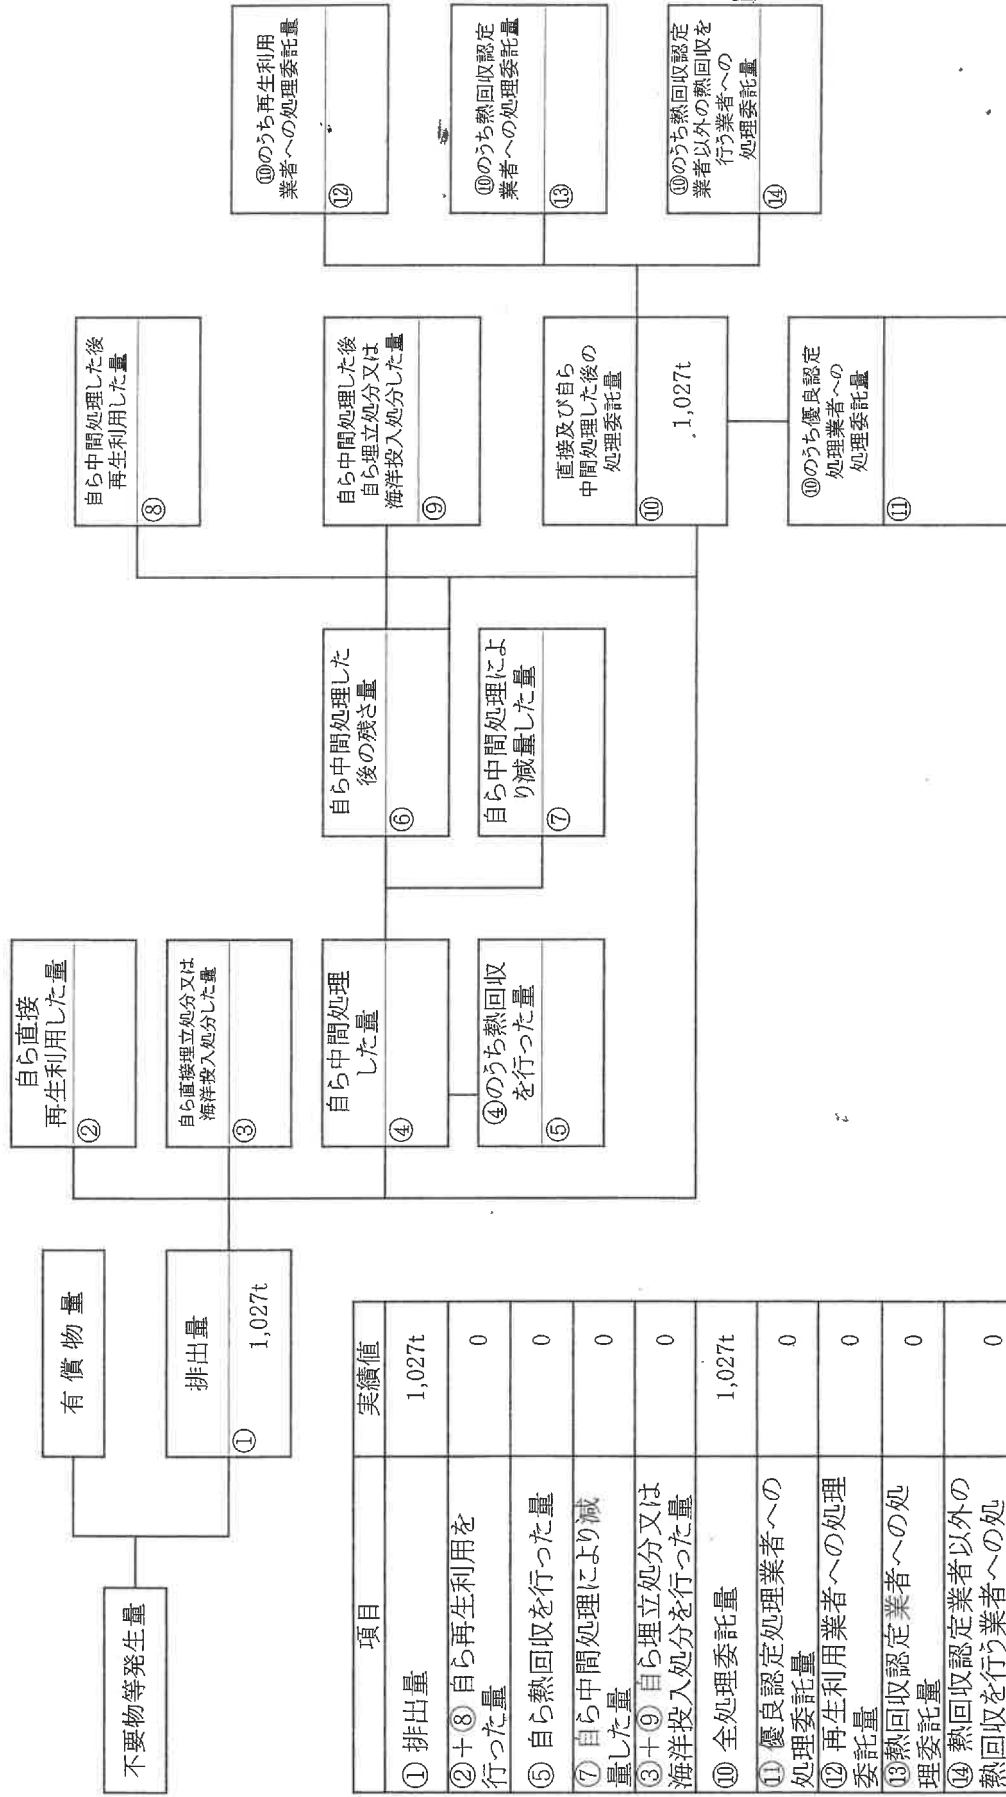 不要物等発生量
有償物量
排出量
①
1,027t
自ら直接
再生利用した量
②
自ら直接埋立処分又は
海洋投入処分した量
③
自ら中間処理
した量
④
④のうち熱回収
を行った量
⑤
自ら中間処理した
後の残さ量
⑥
自ら中間処理によ
り減量した量
⑦
自ら中間処理した後
再生利用した量
⑧
自ら中間処理した後
自ら埋立処分又は
海洋投入処分した量
⑨
直接及び自ら
中間処理した後の
処理委託量
⑩
1,027t
⑩のうち優良認定
処理業者への
処理委託量
⑪
⑩のうち再生利用
業者への処理委託量
⑫
⑩のうち熱回収認定
業者への処理委託量
⑬
⑩のうち熱回収認定
業者以外の熱回収を
行う業者への
処理委託量
⑭
項目 実績値
① 排出量 1,027t
②+⑧ 自ら再生利用を
行った量 0
⑤ 自ら熱回収を行った量 0
⑦ 自ら中間処理により減
量した量 0
③+⑨ 自ら埋立処分又は
海洋投入処分を行った量 0
⑩ 全処理委託量 1,027t
⑪ 優良認定処理業者への
処理委託量 0
⑫ 再生利用業者への処理
委託量 0
⑬熱回収認定業者への処
理委託量 0
⑭ 熱回収認定業者以外の
熱回収を行う業者への処 0